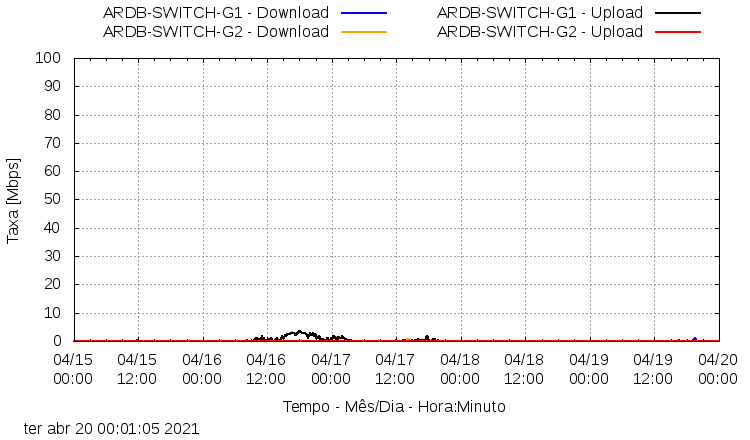 ARDB-SWITCH-G1 - Download ARDB-SWITCH-G1 - Upload
ARDB-SWITCH-G2 - Download ARDB-SWITCH-G2 - Upload
100
90
80
70
60
50
40
30
20
10
0
Taxa [Mbps]
04/15 04/15 04/16 04/16 04/17 04/17 04/18 04/18 04/19 04/19 04/20
00:00 12:00 00:00 12:00 00:00 12:00 00:00 12:00 00:00 12:00 00:00
Tempo - Mês/Dia - Hora:Minuto
ter abr 20 00:01:05 2021